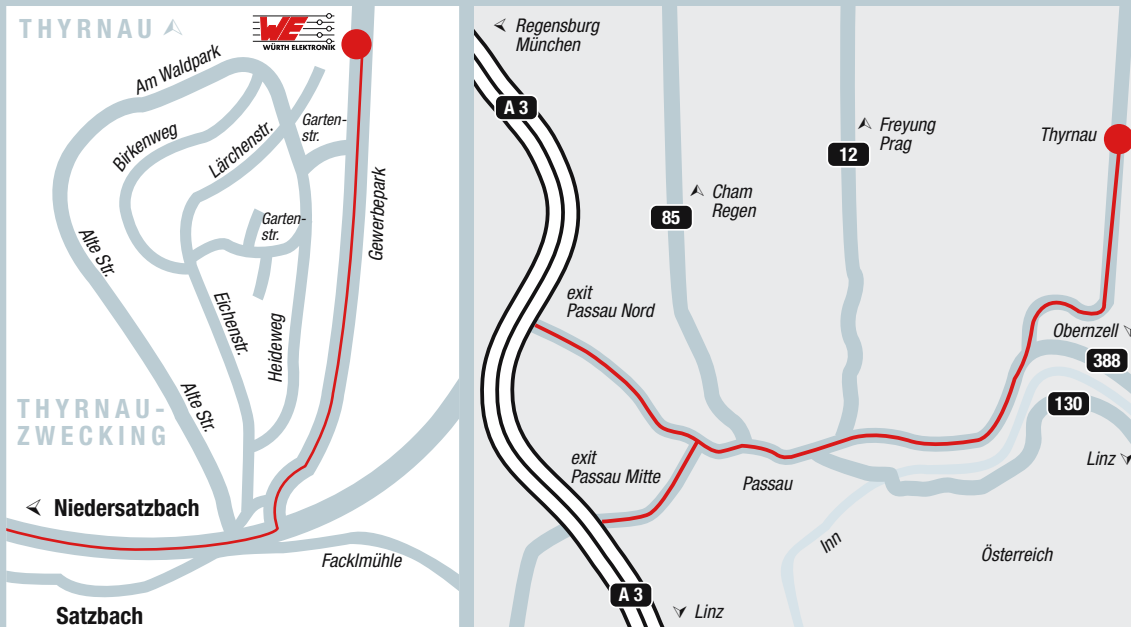 THYRNAU
WE
WÜRTH ELEKTRONIK
Am Waldpark
Birkenweg
Lärchenstr.
Garten-
str.
Gewerbepark
Garten-
str.
Alte Str.
Eichenstr.
Heideweg
Alte Str.
THYRNAU-
ZWECKING
Niedersatzbach
Facklmühle
Satzbach
Regensburg
München
A 3
Freyung
Prag
12
Thyrnau
Cham
Regen
85
exit
Passau Nord
Obernzell
388
130
exit
Passau Mitte
Passau
Linz
Inn
Österreich
A 3
Linz